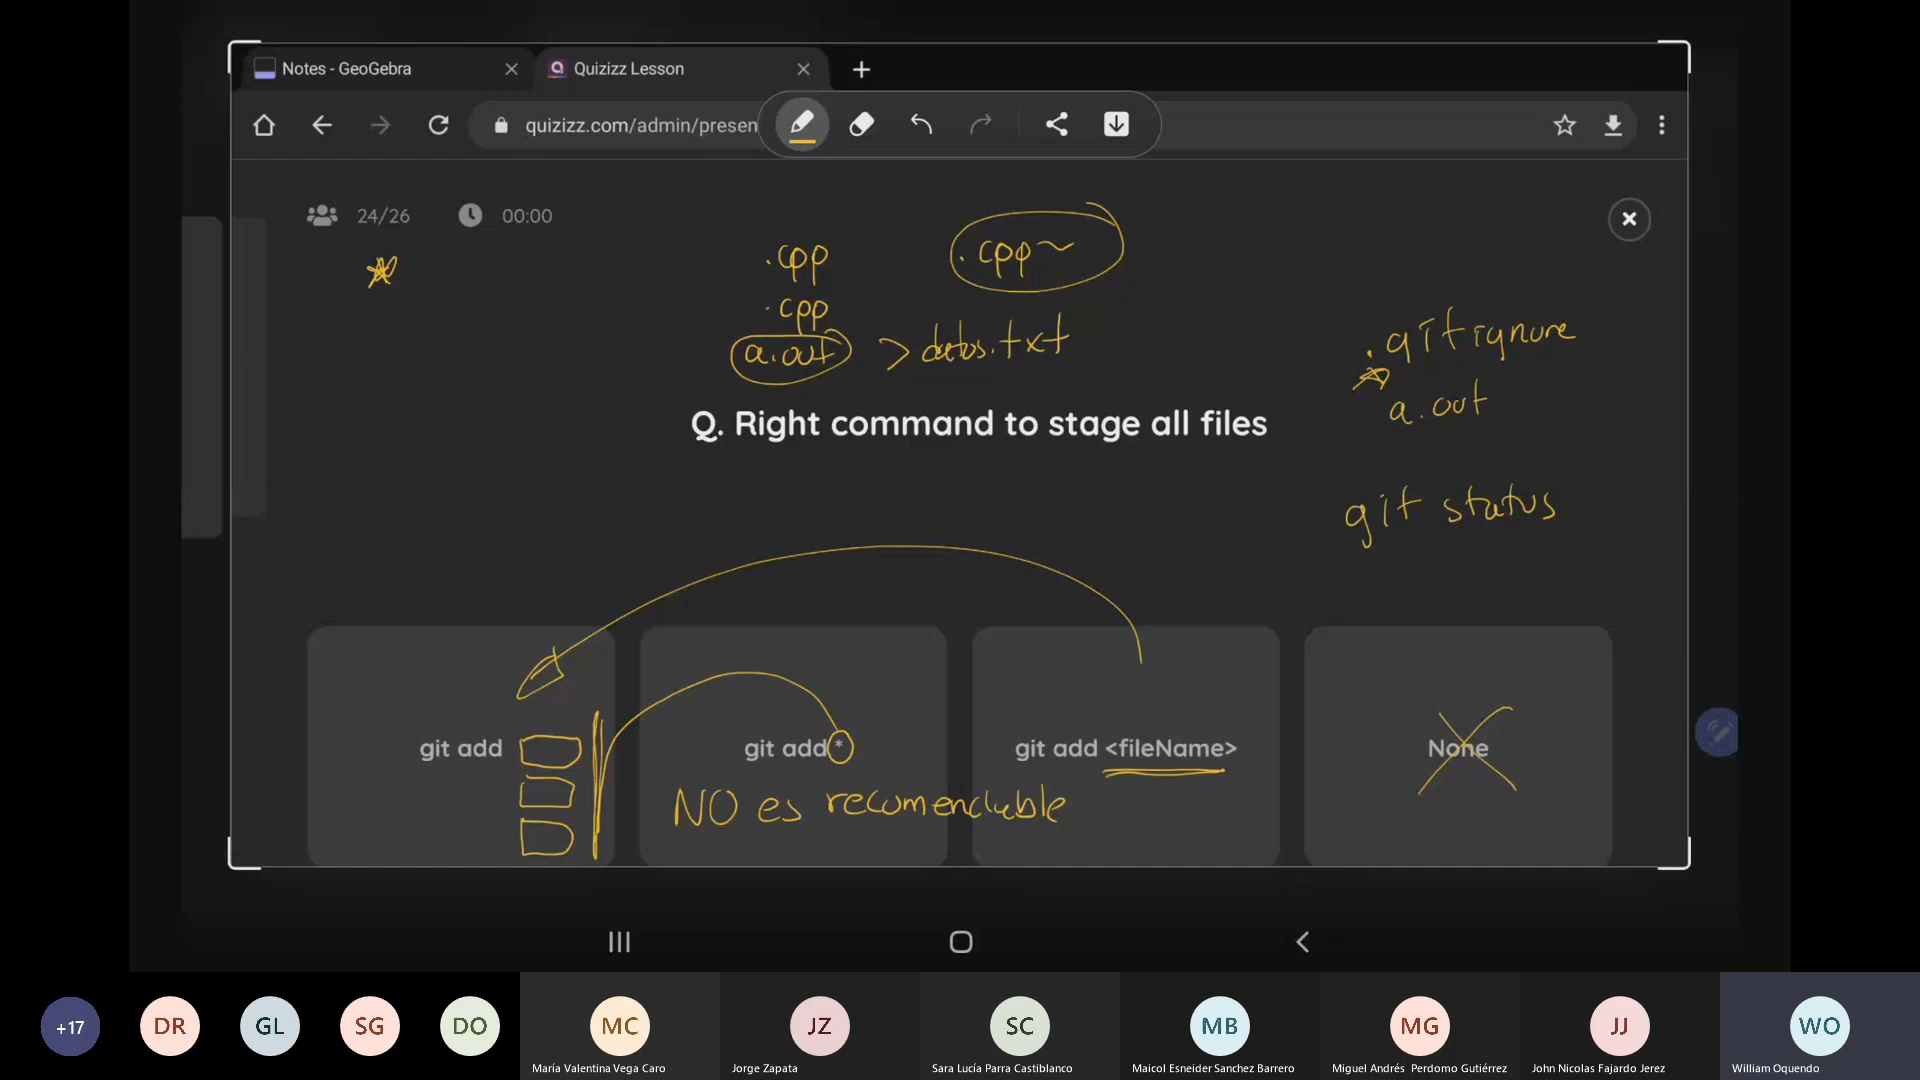 Notes - GeoGebra
Quizizz Lesson
quizizz.com/admin/presen
24/26
00:00
.cpp
.cpp~
.cpp
a.out > datos.txt
.gitignore
a.out
Q. Right command to stage all files
git status
git add
git add *
git add <fileName>
None
NO es recomendable
+17
DR
GL
SG
DO
MC
JZ
SC
MB
MG
JJ
WO
María Valentina Vega Caro
Jorge Zapata
Sara Lucía Parra Castiblanco
Maicol Esneider Sanchez Barrero
Miguel Andrés Perdomo Gutiérrez
John Nicolas Fajardo Jerez
William Oquendo